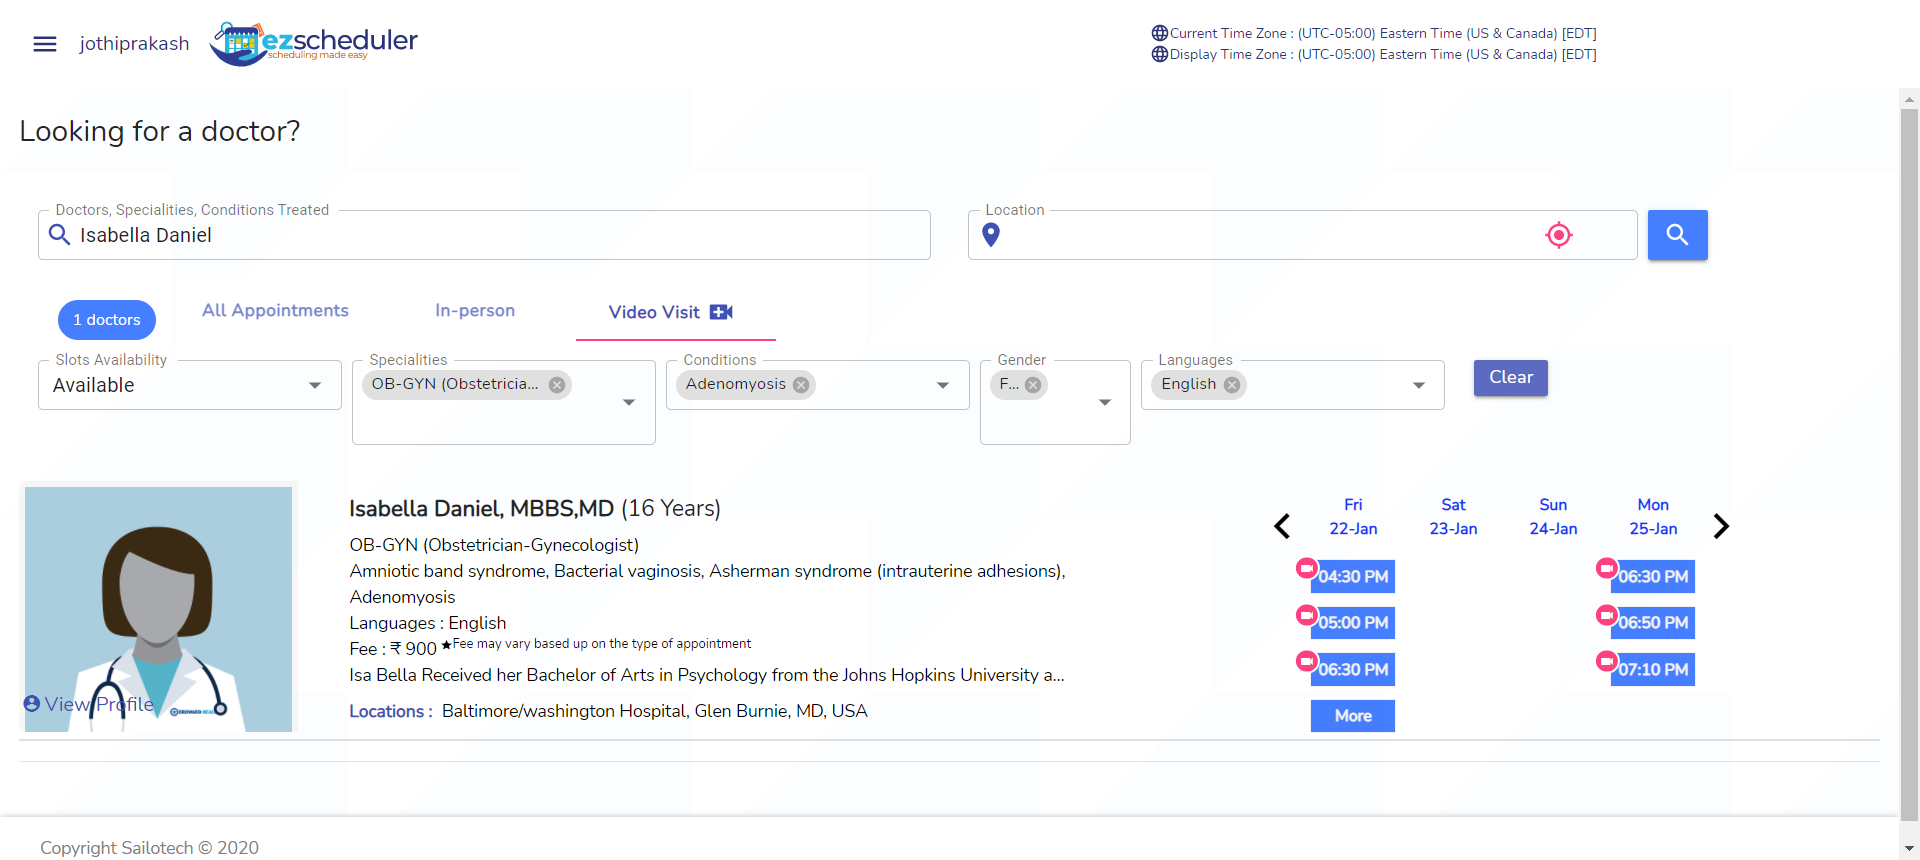 jothiprakash
ezscheduler
scheduling made easy
Current Time Zone : (UTC-05:00) Eastern Time (US & Canada) [EDT]
Display Time Zone : (UTC-05:00) Eastern Time (US & Canada) [EDT]
Looking for a doctor?
Doctors, Specialities, Conditions Treated
Isabella Daniel
Location
1 doctors
All Appointments
In-person
Video Visit
Slots Availability
Available
Specialities
OB-GYN (Obstetricia...
Conditions
Adenomyosis
Gender
F...
Languages
English
Clear
Isabella Daniel, MBBS,MD (16 Years)
OB-GYN (Obstetrician-Gynecologist)
Amniotic band syndrome, Bacterial vaginosis, Asherman syndrome (intrauterine adhesions),
Adenomyosis
Languages : English
Fee : ₹ 900 ★Fee may vary based up on the type of appointment
Isa Bella Received her Bachelor of Arts in Psychology from the Johns Hopkins University a...
Locations : Baltimore/washington Hospital, Glen Burnie, MD, USA
View Profile
BROWARD HEALTH
Fri Sat Sun Mon
22-Jan 23-Jan 24-Jan 25-Jan
04:30 PM 06:30 PM
05:00 PM 06:50 PM
06:30 PM 07:10 PM
More
Copyright Sailotech © 2020